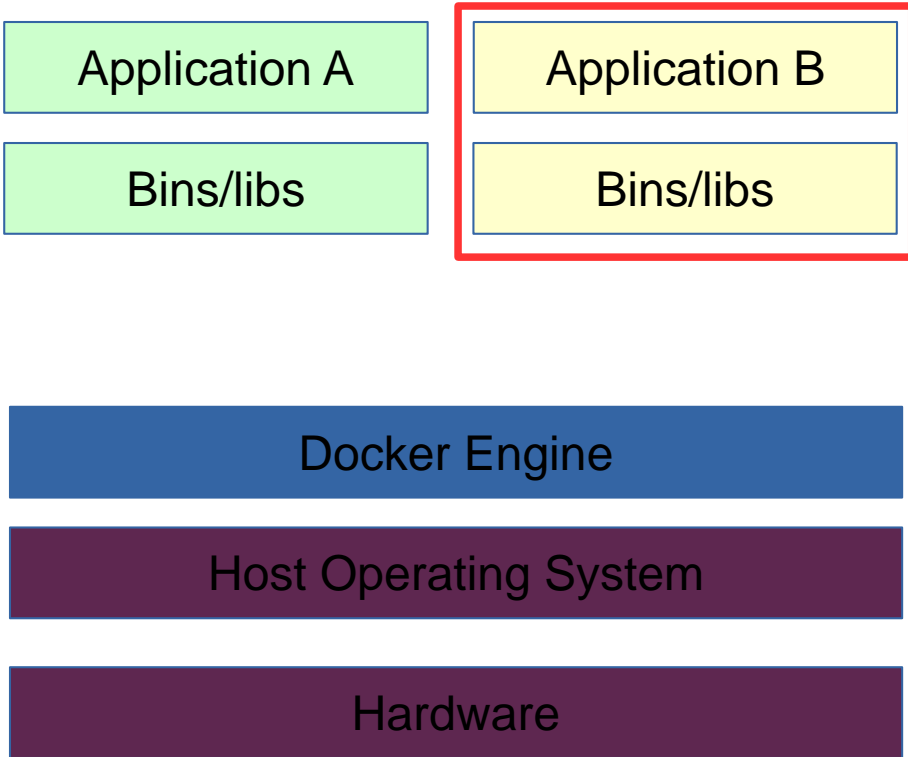 Application A
Application B
Bins/libs
Bins/libs
Docker Engine
Host Operating System
Hardware